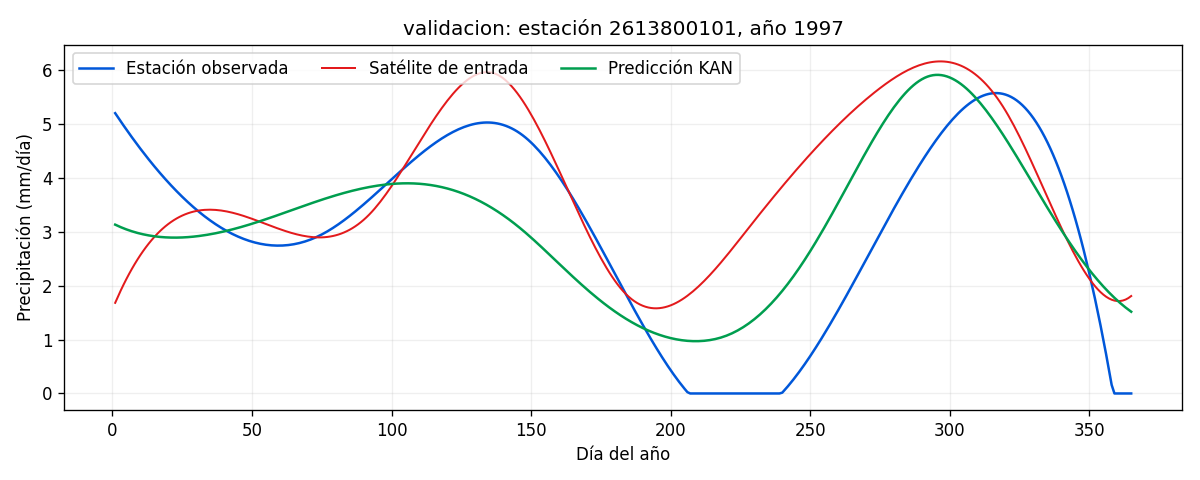 validacion: estación 2613800101, año 1997
Estación observada Satélite de entrada Predicción KAN
Precipitación (mm/día)
6
5
4
3
2
1
0
0 50 100 150 200 250 300 350
Día del año